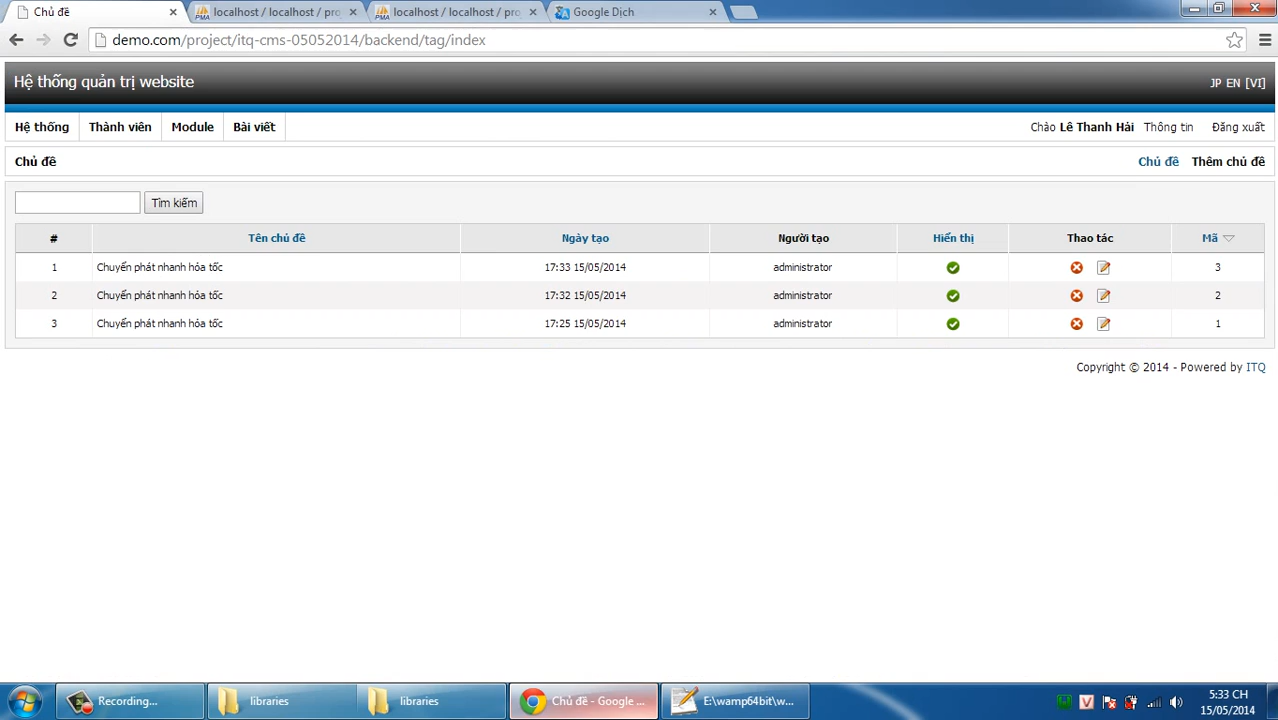 Chủ đề
localhost / localhost / pro
localhost / localhost / pro
Google Dịch
demo.com/project/itq-cms-05052014/backend/tag/index
Hệ thống quản trị website
JP EN [VI]
Hệ thống Thành viên Module Bài viết
Chào Lê Thanh Hải Thông tin Đăng xuất
Chủ đề
Chủ đề Thêm chủ đề
Tìm kiếm
# Tên chủ đề Ngày tạo Người tạo Hiển thị Thao tác Mã
1 Chuyển phát nhanh hỏa tốc 17:33 15/05/2014 administrator 3
2 Chuyển phát nhanh hỏa tốc 17:32 15/05/2014 administrator 2
3 Chuyển phát nhanh hỏa tốc 17:25 15/05/2014 administrator 1
Copyright © 2014 - Powered by ITQ
Recording...
libraries
libraries
Chủ đề - Google ...
E:\wamp64bit\w...
V
5:33 CH
15/05/2014